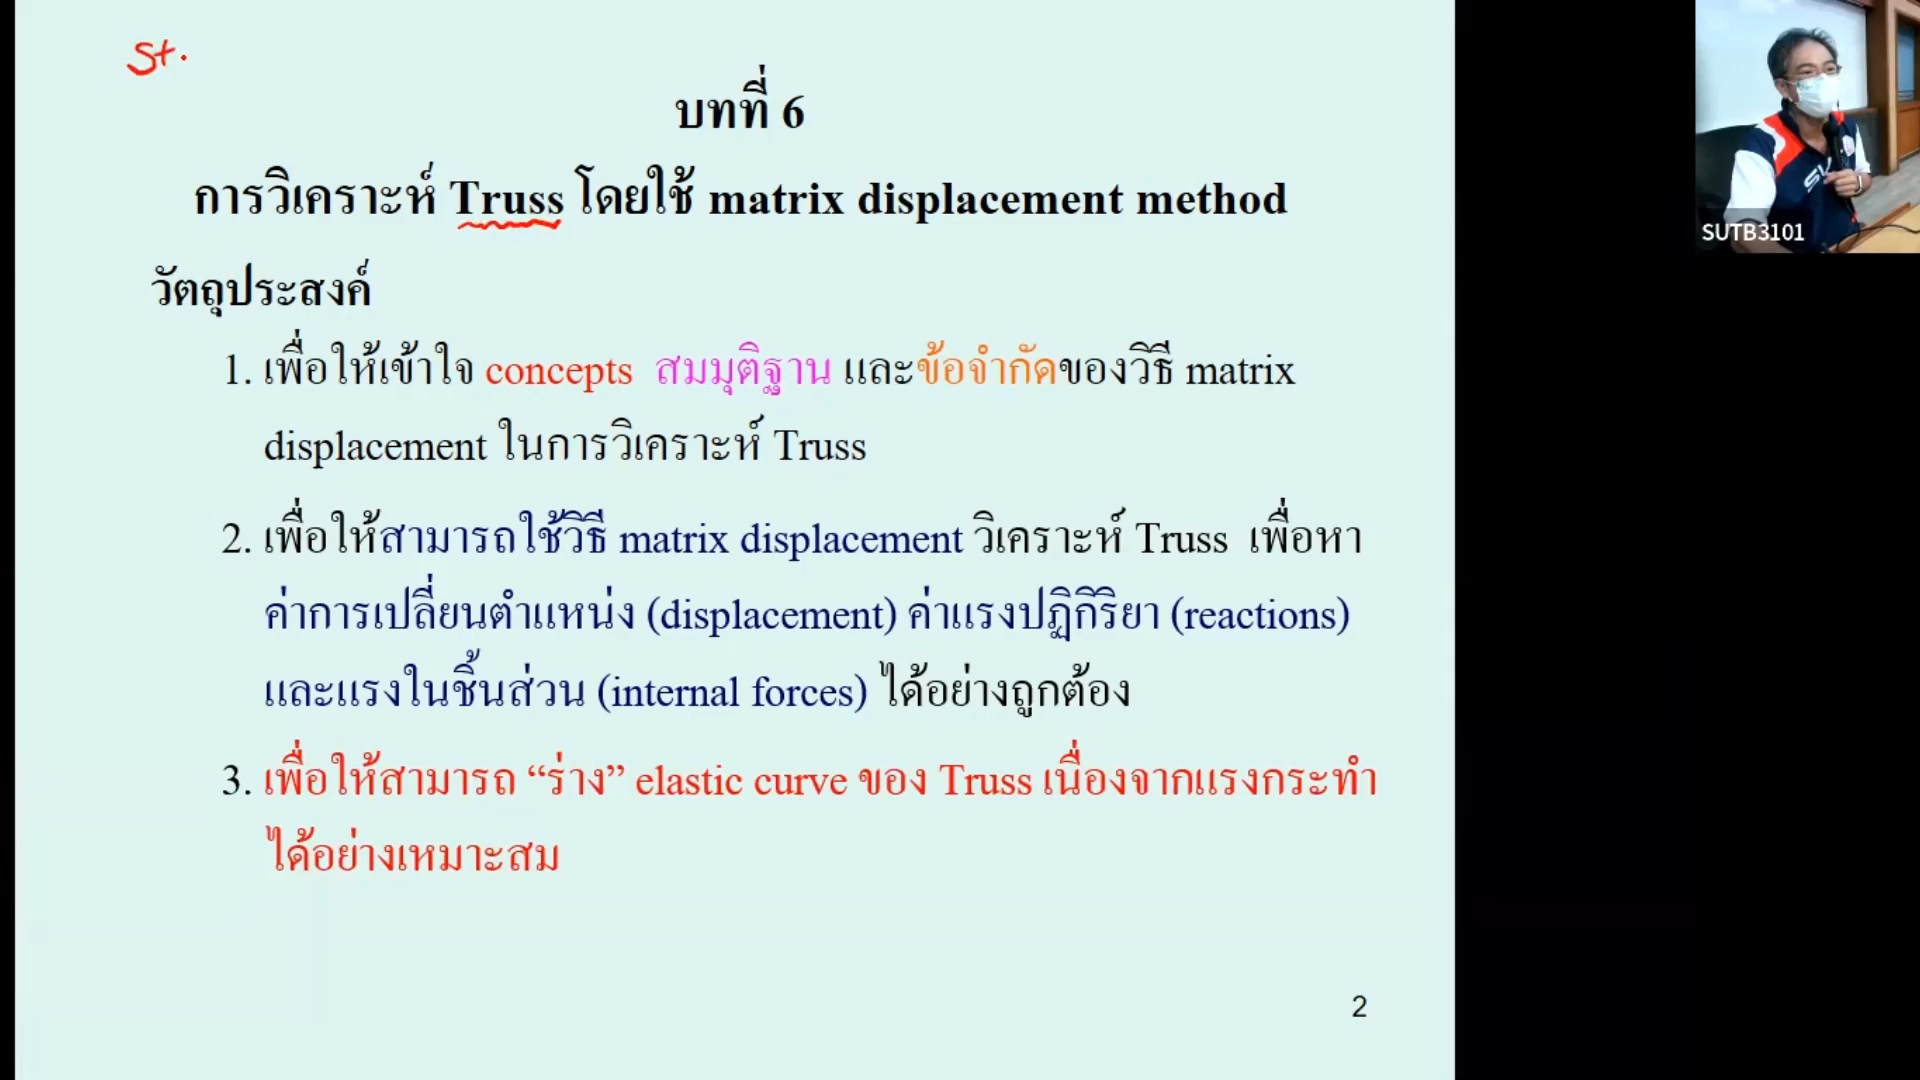 St.
บทที่ 6
การวิเคราะห์ Truss โดยใช้ matrix displacement method
วัตถุประสงค์
1. เพื่อให้เข้าใจ concepts สมมุติฐาน และข้อจำกัดของวิธี matrix
displacement ในการวิเคราะห์ Truss
2. เพื่อให้สามารถใช้วิธี matrix displacement วิเคราะห์ Truss เพื่อหา
ค่าการเปลี่ยนตำแหน่ง (displacement) ค่าแรงปฏิกิริยา (reactions)
และแรงในชิ้นส่วน (internal forces) ได้อย่างถูกต้อง
3. เพื่อให้สามารถ “ร่าง” elastic curve ของ Truss เนื่องจากแรงกระทำ
ได้อย่างเหมาะสม
2
SUTB3101